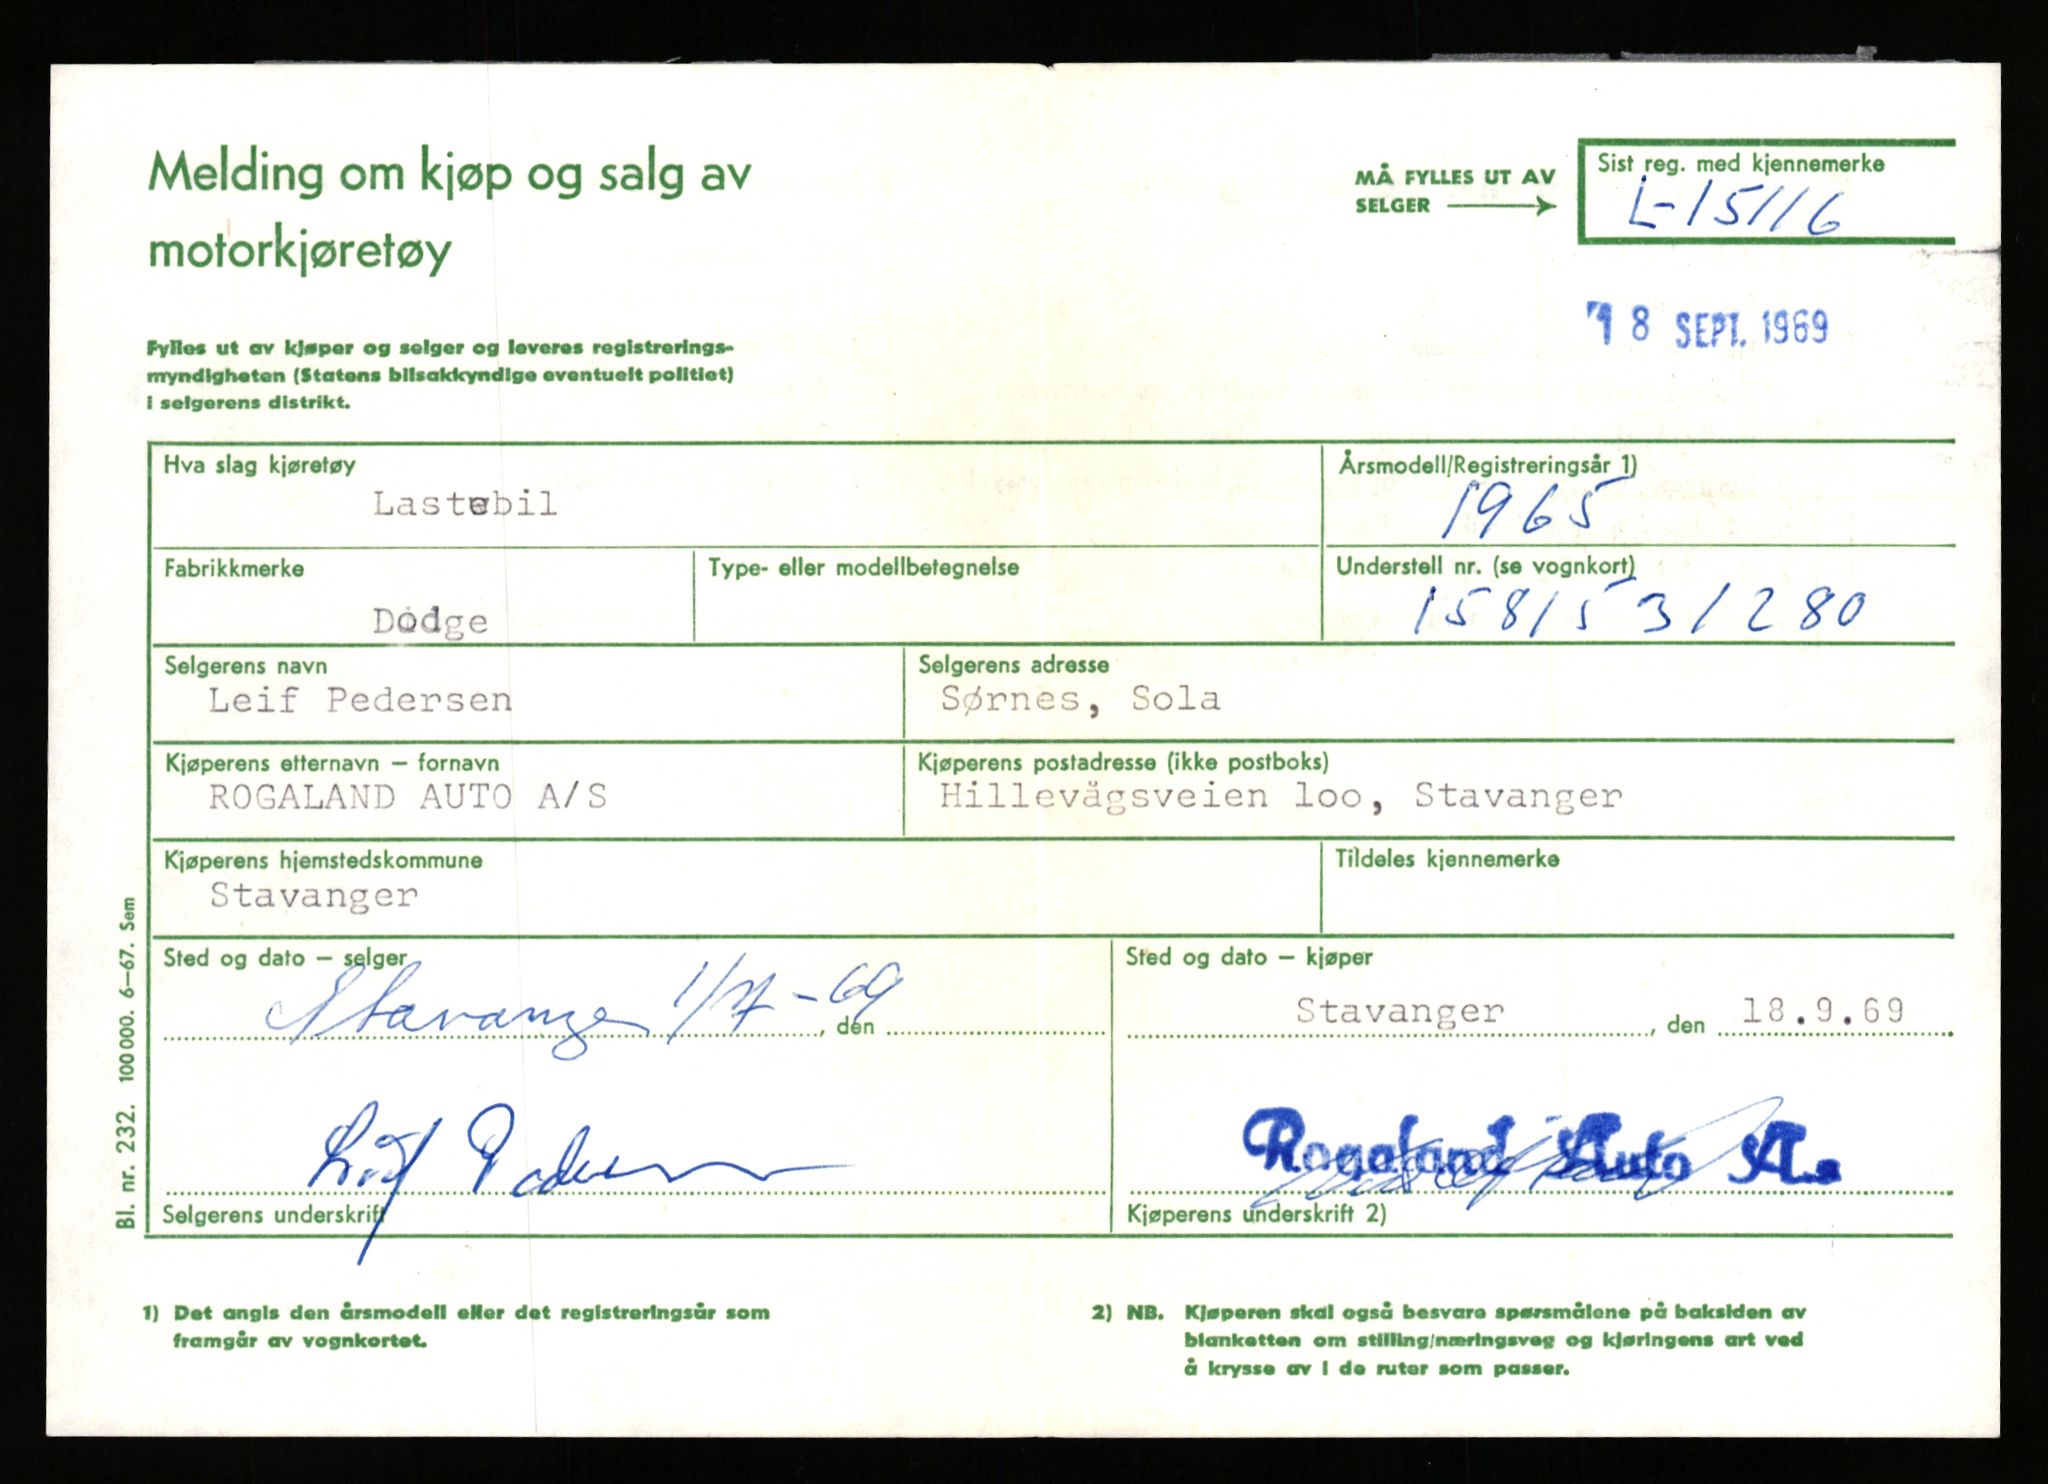 Melding om kjøp og salg av
motorkjøretøy
MÅ FYLLES UT AV
SELGER
Sist reg. med kjennemerke
L-15116
18 SEPT. 1969
Fylles ut av kjøper og selger og leveres registrerings-
myndigheten (Statens bilsakkyndige eventuelt politiet)
i selgerens distrikt.
Hva slag kjøretøy
Lastebil
Årsmodell/Registreringsår 1)
1965
Fabrikkmerke
Dodge
Type- eller modellbetegnelse
Understell nr. (se vognkort)
158/53/280
Selgerens navn
Leif Pedersen
Selgerens adresse
Sørnes, Sola
Kjøperens etternavn – fornavn
ROGALAND AUTO A/S
Kjøperens postadresse (ikke postboks)
Hillevågsveien loo, Stavanger
Kjøperens hjemstedskommune
Stavanger
Tildeles kjennemerke
Sted og dato – selger
Stavanger 1/7-69, den
Sted og dato – kjøper
Stavanger, den 18.9.69
Leif Pedersen
Selgerens underskrift
Rogaland Auto A.s
Kjøperens underskrift 2)
Bl. nr. 232. 100 000. 6–67. Sem
1) Det angis den årsmodell eller det registreringsår som
framgår av vognkortet.
2) NB. Kjøperen skal også besvare spørsmålene på baksiden av
blanketten om stilling/næringsveg og kjøringens art ved
å krysse av i de ruter som passer.